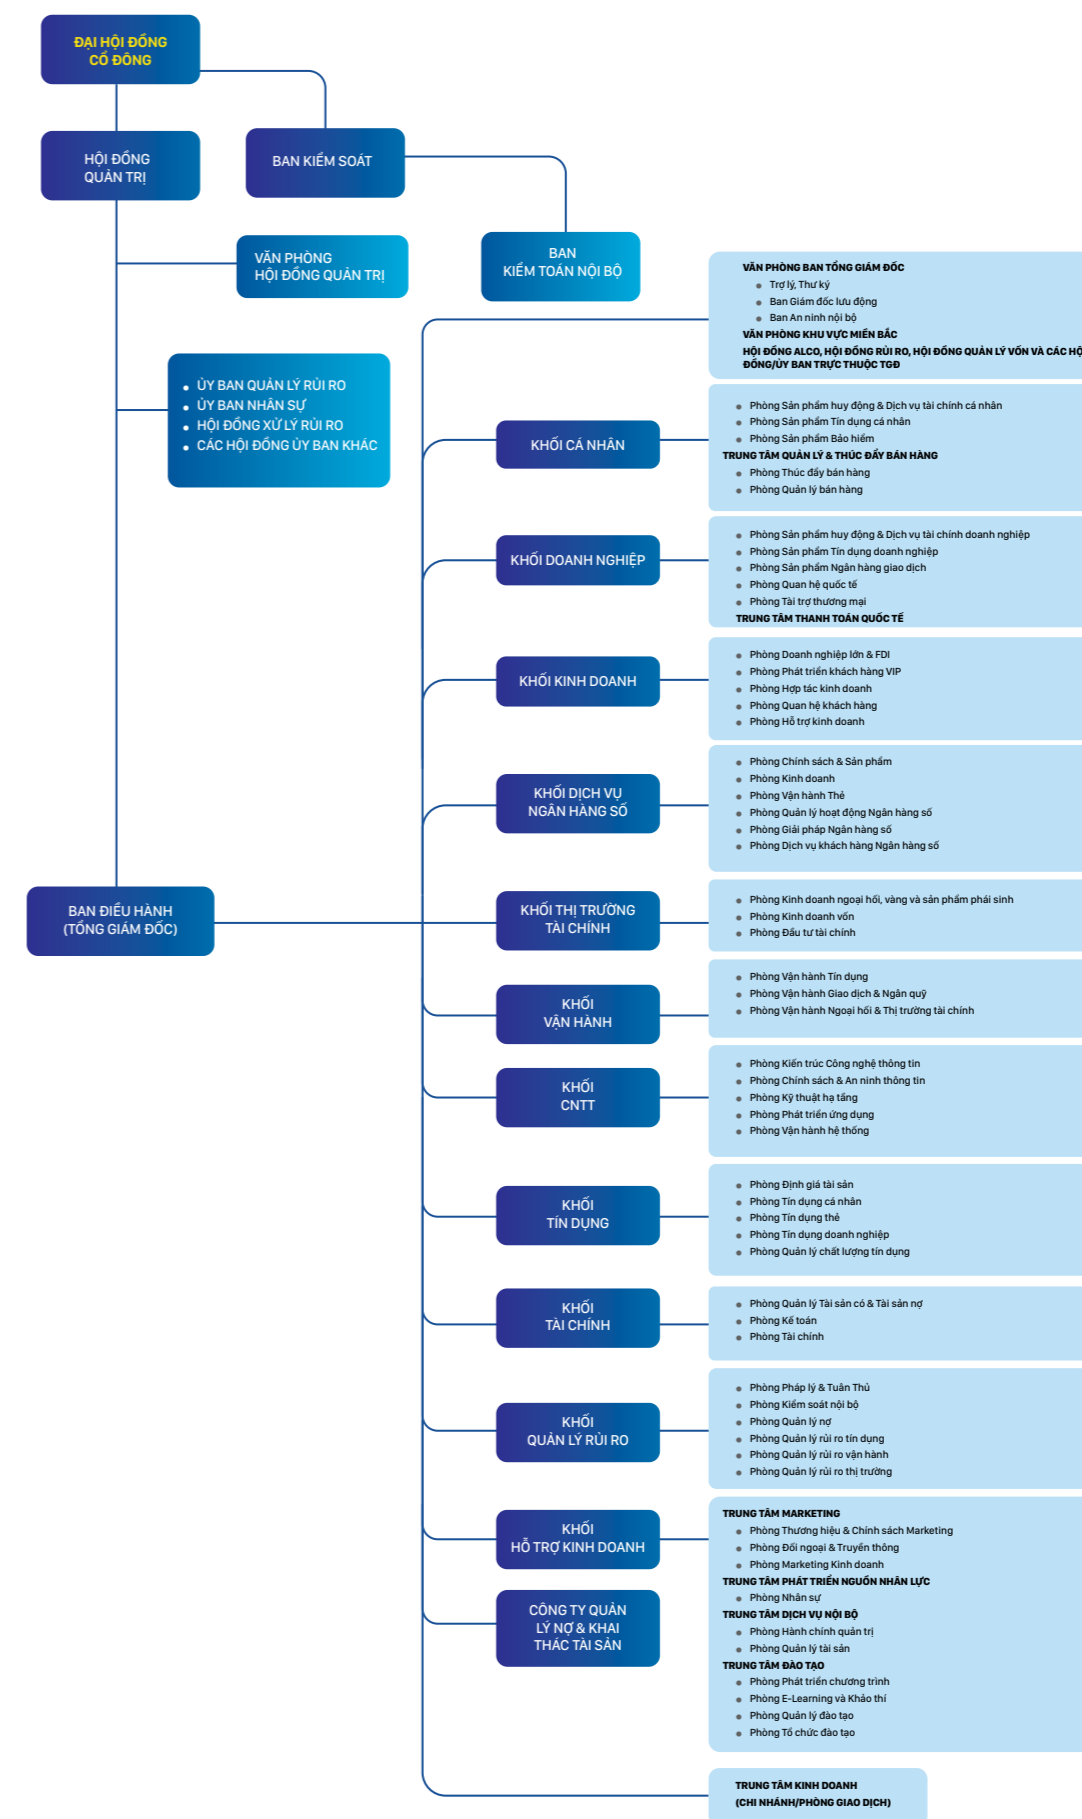 ĐẠI HỘI ĐỒNG
CỔ ĐÔNG
HỘI ĐỒNG
QUẢN TRỊ
BAN KIỂM SOÁT
VĂN PHÒNG
HỘI ĐỒNG QUẢN TRỊ
BAN
KIỂM TOÁN NỘI BỘ
ỦY BAN QUẢN LÝ RỦI RO
ỦY BAN NHÂN SỰ
HỘI ĐỒNG XỬ LÝ RỦI RO
CÁC HỘI ĐỒNG ỦY BAN KHÁC
BAN ĐIỀU HÀNH
(TỔNG GIÁM ĐỐC)
VĂN PHÒNG BAN TỔNG GIÁM ĐỐC
Trợ lý, Thư ký
Ban Giám đốc lưu động
Ban An ninh nội bộ
VĂN PHÒNG KHU VỰC MIỀN BẮC
HỘI ĐỒNG ALCO, HỘI ĐỒNG RỦI RO, HỘI ĐỒNG QUẢN LÝ VỐN VÀ CÁC HỘ
ĐỒNG/ỦY BAN TRỰC THUỘC TGĐ
KHỐI CÁ NHÂN
Phòng Sản phẩm huy động & Dịch vụ tài chính cá nhân
Phòng Sản phẩm Tín dụng cá nhân
Phòng Sản phẩm Bảo hiểm
TRUNG TÂM QUẢN LÝ & THÚC ĐẨY BÁN HÀNG
Phòng Thúc đẩy bán hàng
Phòng Quản lý bán hàng
KHỐI DOANH NGHIỆP
Phòng Sản phẩm huy động & Dịch vụ tài chính doanh nghiệp
Phòng Sản phẩm Tín dụng doanh nghiệp
Phòng Sản phẩm Ngân hàng giao dịch
Phòng Quan hệ quốc tế
Phòng Tài trợ thương mại
TRUNG TÂM THANH TOÁN QUỐC TẾ
KHỐI KINH DOANH
Phòng Doanh nghiệp lớn & FDI
Phòng Phát triển khách hàng VIP
Phòng Hợp tác kinh doanh
Phòng Quan hệ khách hàng
Phòng Hỗ trợ kinh doanh
KHỐI DỊCH VỤ
NGÂN HÀNG SỐ
Phòng Chính sách & Sản phẩm
Phòng Kinh doanh
Phòng Vận hành Thẻ
Phòng Quản lý hoạt động Ngân hàng số
Phòng Giải pháp Ngân hàng số
Phòng Dịch vụ khách hàng Ngân hàng số
KHỐI THỊ TRƯỜNG
TÀI CHÍNH
Phòng Kinh doanh ngoại hối, vàng và sản phẩm phái sinh
Phòng Kinh doanh vốn
Phòng Đầu tư tài chính
KHỐI
VẬN HÀNH
Phòng Vận hành Tín dụng
Phòng Vận hành Giao dịch & Ngân quỹ
Phòng Vận hành Ngoại hối & Thị trường tài chính
KHỐI
CNTT
Phòng Kiến trúc Công nghệ thông tin
Phòng Chính sách & An ninh thông tin
Phòng Kỹ thuật hạ tầng
Phòng Phát triển ứng dụng
Phòng Vận hành hệ thống
KHỐI
TÍN DỤNG
Phòng Định giá tài sản
Phòng Tín dụng cá nhân
Phòng Tín dụng thẻ
Phòng Tín dụng doanh nghiệp
Phòng Quản lý chất lượng tín dụng
KHỐI
TÀI CHÍNH
Phòng Quản lý Tài sản có & Tài sản nợ
Phòng Kế toán
Phòng Tài chính
KHỐI
QUẢN LÝ RỦI RO
Phòng Pháp lý & Tuân Thủ
Phòng Kiểm soát nội bộ
Phòng Quản lý nợ
Phòng Quản lý rủi ro tín dụng
Phòng Quản lý rủi ro vận hành
Phòng Quản lý rủi ro thị trường
KHỐI
HỖ TRỢ KINH DOANH
CÔNG TY QUẢN
LÝ NỢ & KHAI
THÁC TÀI SẢN
TRUNG TÂM MARKETING
Phòng Thương hiệu & Chính sách Marketing
Phòng Đối ngoại & Truyền thông
Phòng Marketing Kinh doanh
TRUNG TÂM PHÁT TRIỂN NGUỒN NHÂN LỰC
Phòng Nhân sự
TRUNG TÂM DỊCH VỤ NỘI BỘ
Phòng Hành chính quản trị
Phòng Quản lý tài sản
TRUNG TÂM ĐÀO TẠO
Phòng Phát triển chương trình
Phòng E-Learning và Khảo thí
Phòng Quản lý đào tạo
Phòng Tổ chức đào tạo
TRUNG TÂM KINH DOANH
(CHI NHÁNH/PHÒNG GIAO DỊCH)